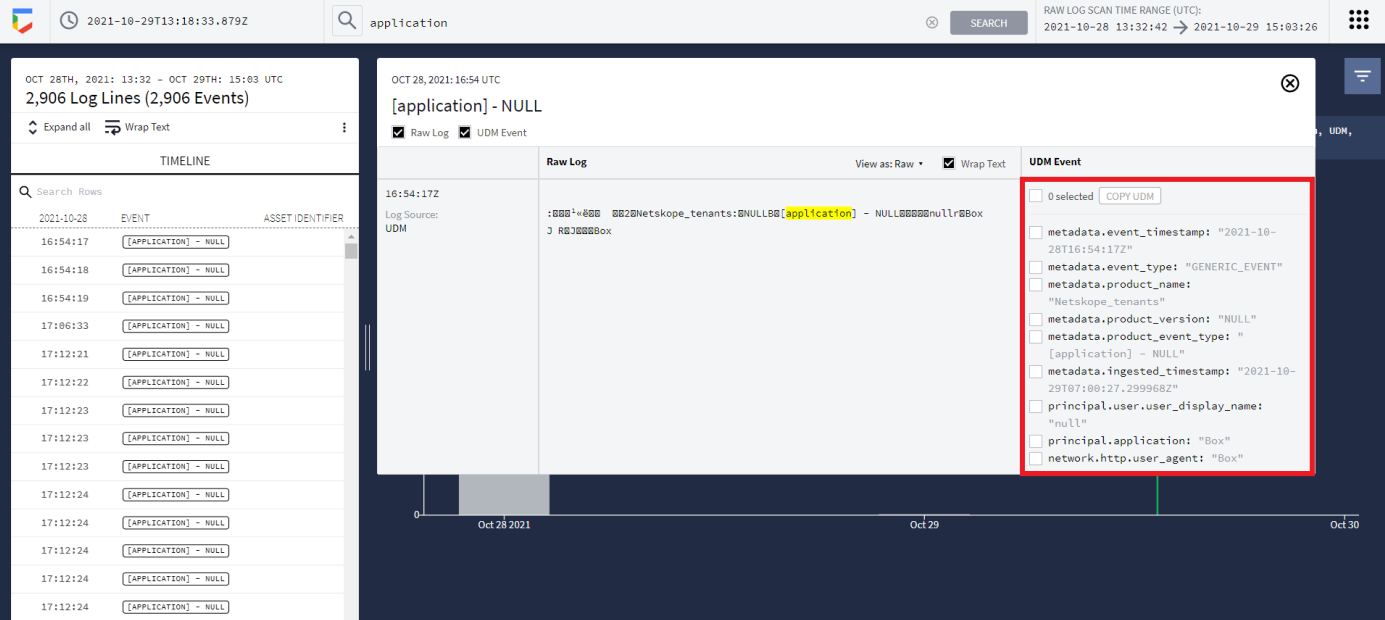 2021-10-29T13:18:33.879Z
application
SEARCH
RAW LOG SCAN TIME RANGE (UTC):
2021-10-28 13:32:42 → 2021-10-29 15:03:26
OCT 28TH, 2021: 13:32 – OCT 29TH: 15:03 UTC
2,906 Log Lines (2,906 Events)
Expand all Wrap Text
TIMELINE
Search Rows
2021-10-28 EVENT ASSET IDENTIFIER
16:54:17 [APPLICATION] – NULL
16:54:18 [APPLICATION] – NULL
16:54:19 [APPLICATION] – NULL
17:06:33 [APPLICATION] – NULL
17:12:21 [APPLICATION] – NULL
17:12:22 [APPLICATION] – NULL
17:12:23 [APPLICATION] – NULL
17:12:23 [APPLICATION] – NULL
17:12:23 [APPLICATION] – NULL
17:12:24 [APPLICATION] – NULL
17:12:24 [APPLICATION] – NULL
17:12:24 [APPLICATION] – NULL
17:12:24 [APPLICATION] – NULL
17:12:24 [APPLICATION] – NULL
OCT 28, 2021: 16:54 UTC
[application] - NULL
Raw Log UDM Event
Raw Log View as: Raw Wrap Text
16:54:17Z
Log Source:
UDM
Netskope_tenants: NULLB [application] – NULL nullr Box
J R J Box
UDM Event
0 selected COPY UDM
metadata.event_timestamp: "2021-10-
28T16:54:17Z"
metadata.event_type: "GENERIC_EVENT"
metadata.product_name:
"Netskope_tenants"
metadata.product_version: "NULL"
metadata.product_event_type: "
[application] – NULL"
metadata.ingested_timestamp: "2021-10-
29T07:00:27.299968Z"
principal.user.user_display_name:
"null"
principal.application: "Box"
network.http.user_agent: "Box"
, UDM,
0
Oct 28 2021 Oct 29 Oct 30